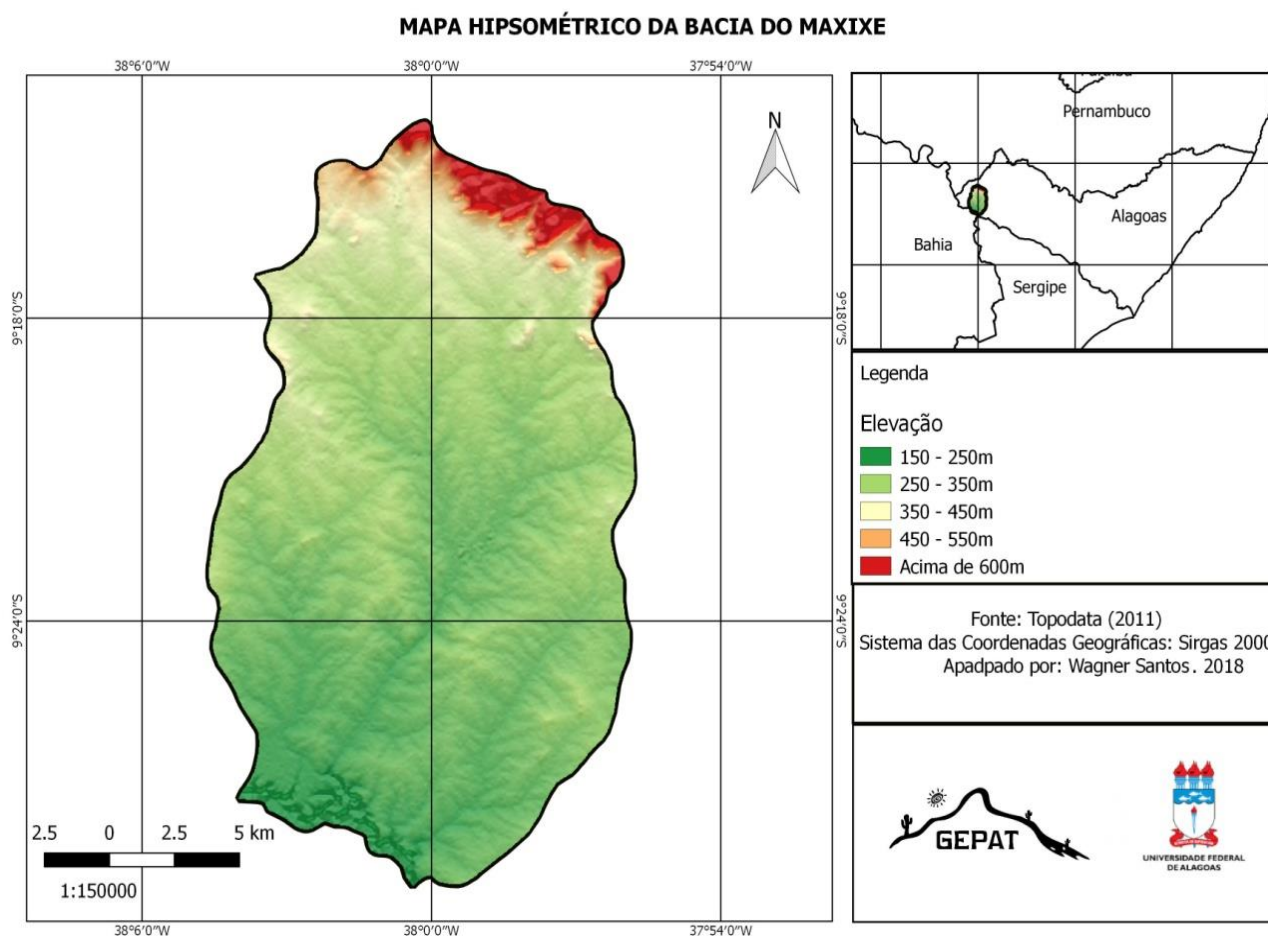 MAPA HIPSOMÉTRICO DA BACIA DO MAXIXE
38°6′0″W
38°0′0″W
37°54′0″W
N
9°18′0″S
9°18′0″S
9°24′0″S
9°24′0″S
2.5 0 2.5 5 km
1:150000
38°6′0″W
38°0′0″W
37°54′0″W
Pernambuco
Alagoas
Bahia
Sergipe
Legenda
Elevação
150 - 250m
250 - 350m
350 - 450m
450 - 550m
Acima de 600m
Fonte: Topodata (2011)
Sistema das Coordenadas Geográficas: Sirgas 2000
Apadpado por: Wagner Santos. 2018
GEPAT
UNIVERSIDADE FEDERAL
DE ALAGOAS